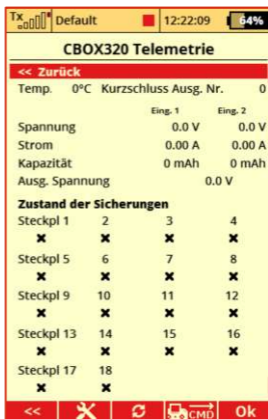 Tx Default 12:22:09 64%
CBOX320 Telemetrie
<< Zurück
Temp. 0°C Kurzschluss Ausg. Nr. 0
Eing. 1 Eing. 2
Spannung 0.0 V 0.0 V
Strom 0.00 A 0.00 A
Kapazität 0 mAh 0 mAh
Ausg. Spannung 0.0 V
Zustand der Sicherungen
Steckpl 1 2 3 4
Steckpl 5 6 7 8
Steckpl 9 10 11 12
Steckpl 13 14 15 16
Steckpl 17 18
<< CMD Ok